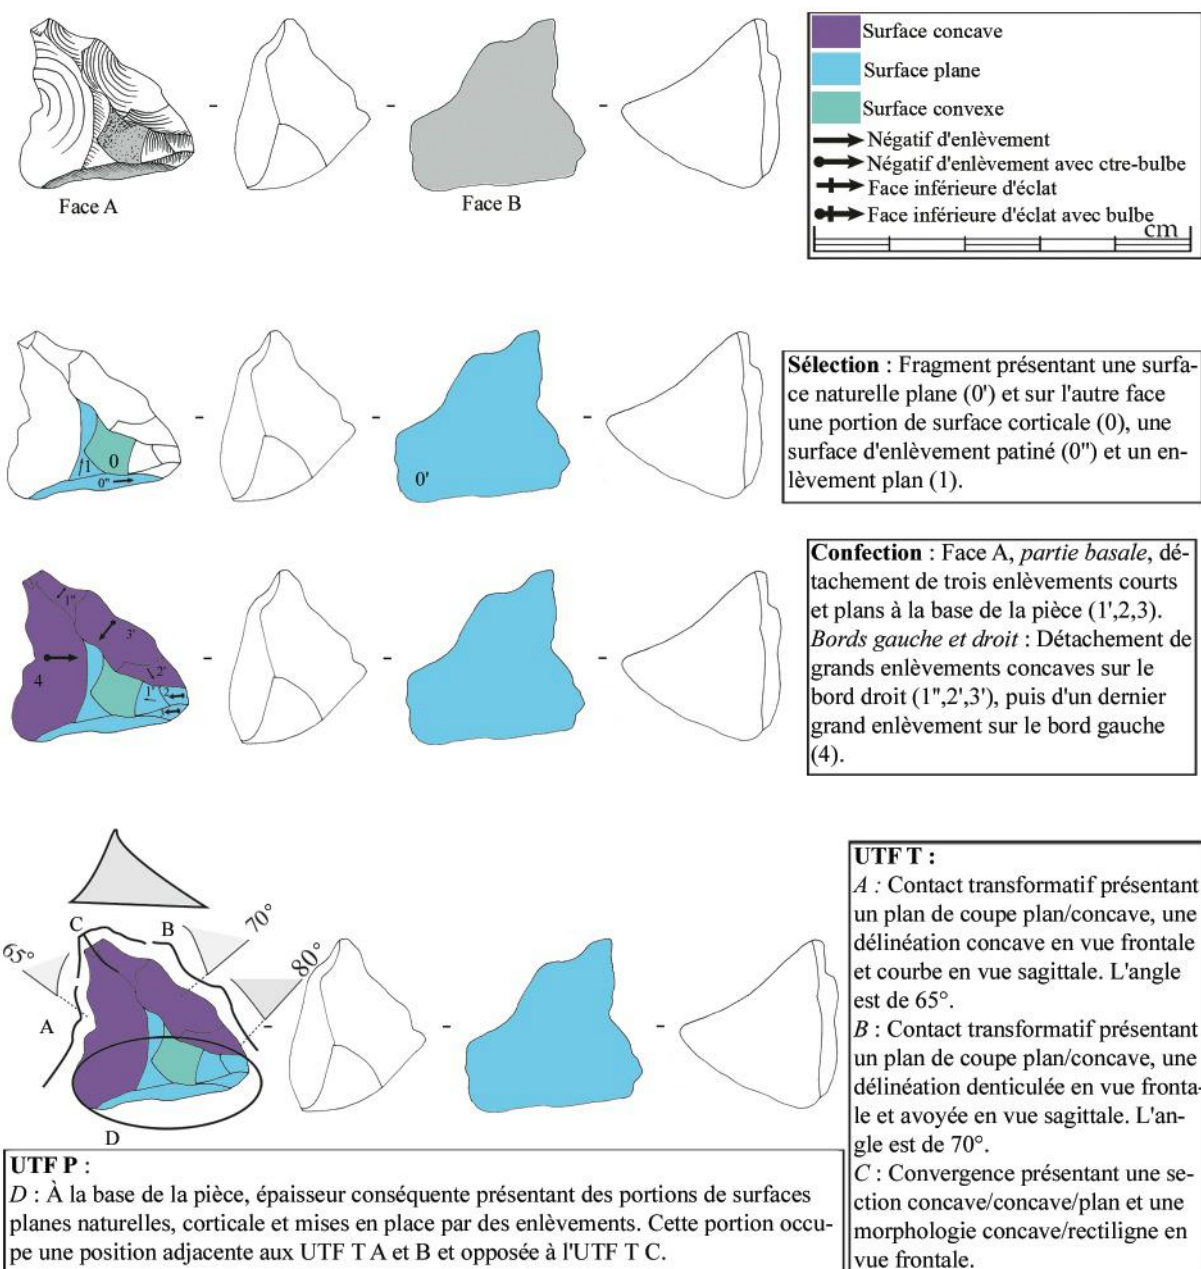 Surface concave
Surface plane
Surface convexe
Négatif d'enlèvement
Négatif d'enlèvement avec ctre-bulbe
Face inférieure d'éclat
Face inférieure d'éclat avec bulbe
cm
Face A
Face B
1
0
0"
0'
Sélection : Fragment présentant une surfa-
ce naturelle plane (0') et sur l'autre face
une portion de surface corticale (0), une
surface d'enlèvement patiné (0") et un en-
lèvement plan (1).
1"
3'
4
2'
1'
2
Confection : Face A, partie basale, dé-
tachement de trois enlèvements courts
et plans à la base de la pièce (1',2,3).
Bords gauche et droit : Détachement de
grands enlèvements concaves sur le
bord droit (1",2',3'), puis d'un dernier
grand enlèvement sur le bord gauche
(4).
C
B
70°
65°
80°
A
D
UTF T :
A : Contact transformatif présentant
un plan de coupe plan/concave, une
délinéation concave en vue frontale
et courbe en vue sagittale. L'angle
est de 65°.
B : Contact transformatif présentant
un plan de coupe plan/concave, une
délinéation denticulée en vue fronta-
le et avoyée en vue sagittale. L'an-
gle est de 70°.
C : Convergence présentant une se-
ction concave/concave/plan et une
morphologie concave/rectiligne en
vue frontale.
UTF P :
D : À la base de la pièce, épaisseur conséquente présentant des portions de surfaces
planes naturelles, corticale et mises en place par des enlèvements. Cette portion occu-
pe une position adjacente aux UTF T A et B et opposée à l'UTF T C.